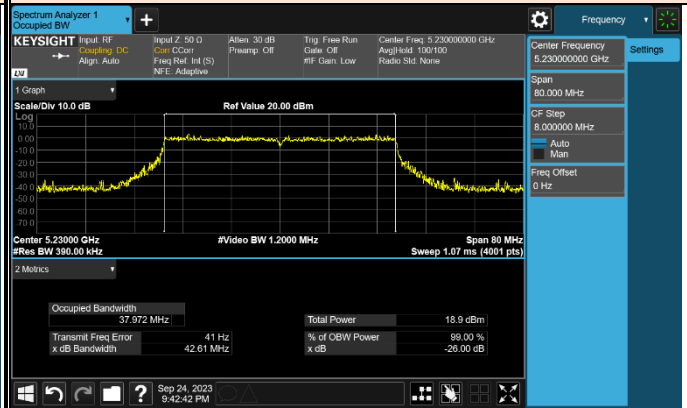 Spectrum Analyzer 1
Occupied BW
Frequency
KEYSIGHT
Input: RF
Coupling: DC
Align: Auto
Input Z: 50 Ω
Corr CCorr
Freq Ref: Int (S)
NFE: Adaptive
Atten: 30 dB
Preamp: Off
Trig: Free Run
Gate: Off
#IF Gain: Low
Center Freq: 5.230000000 GHz
Avg|Hold: 100/100
Radio Std: None
LXI
Center Frequency
5.230000000 GHz
Settings
Span
80.000 MHz
CF Step
8.000000 MHz
Auto
Man
Freq Offset
0 Hz
1 Graph
Scale/Div 10.0 dB
Ref Value 20.00 dBm
Log
10.0
0.00
-10.0
-20.0
-30.0
-40.0
-50.0
-60.0
-70.0
Center 5.23000 GHz
#Video BW 1.2000 MHz
Span 80 MHz
#Res BW 390.00 kHz
Sweep 1.07 ms (4001 pts)
2 Metrics
Occupied Bandwidth
37.972 MHz
Total Power
18.9 dBm
Transmit Freq Error
41 Hz
% of OBW Power
99.00 %
x dB Bandwidth
42.61 MHz
x dB
-26.00 dB
Sep 24, 2023
9:42:42 PM